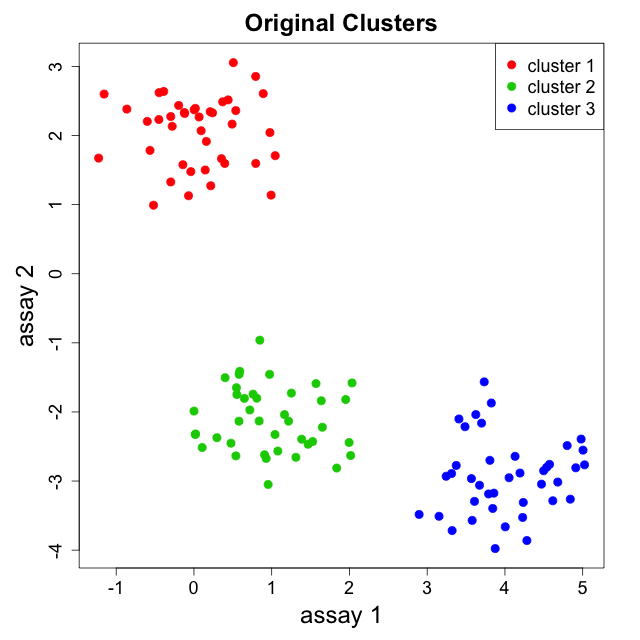 Original Clusters
cluster 1
cluster 2
cluster 3
3
2
1
0
-1
-2
-3
-4
assay 2
-1 0 1 2 3 4 5
assay 1